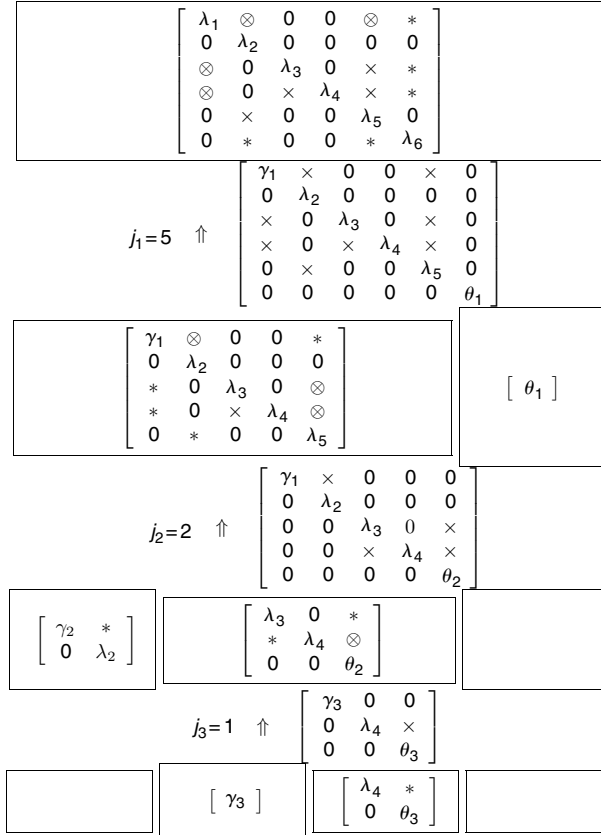 λ₁ ⊗ 0 0 ⊗ *
0 λ₂ 0 0 0 0
⊗ 0 λ₃ 0 × *
⊗ 0 × λ₄ × *
0 × 0 0 λ₅ 0
0 * 0 0 * λ₆
γ₁ × 0 0 × 0
0 λ₂ 0 0 0 0
× 0 λ₃ 0 × 0
j₁=5 ⇑
× 0 × λ₄ × 0
0 × 0 0 λ₅ 0
0 0 0 0 0 θ₁
γ₁ ⊗ 0 0 *
0 λ₂ 0 0 0
* 0 λ₃ 0 ⊗
* 0 × λ₄ ⊗
0 * 0 0 λ₅
[ θ₁ ]
γ₁ × 0 0 0
0 λ₂ 0 0 0
j₂=2 ⇑ 0 0 λ₃ 0 ×
0 0 × λ₄ ×
0 0 0 0 θ₂
γ₂ *
0 λ₂
λ₃ 0 *
* λ₄ ⊗
0 0 θ₂
γ₃ 0 0
j₃=1 ⇑ 0 λ₄ ×
0 0 θ₃
[ γ₃ ]
λ₄ *
0 θ₃